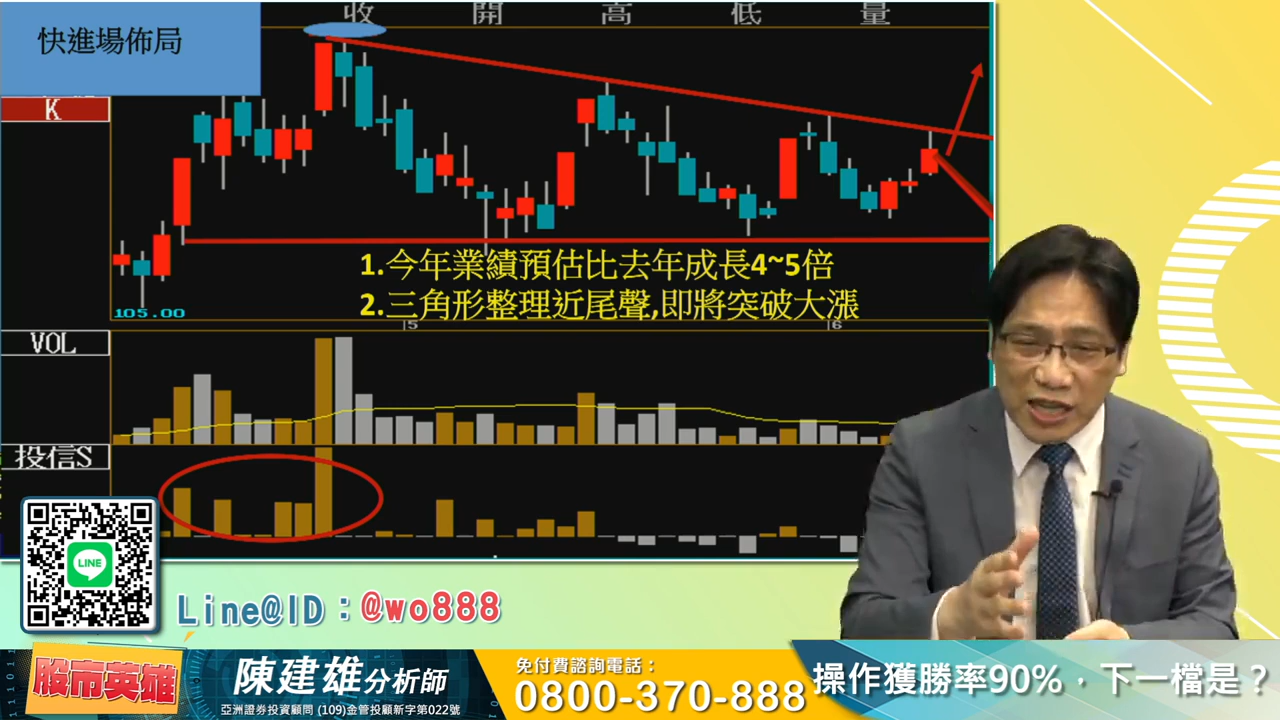 收 開 高 低 量
快進場佈局
K
1.今年業績預估比去年成長4~5倍
2.三角形整理近尾聲,即將突破大漲
105.00
5
6
VOL
投信S
LINE
Line@ID：@wo888
股市英雄
陳建雄分析師
亞洲證券投資顧問 (109)金管投顧新字第022號
免付費諮詢電話：
0800-370-888
操作獲勝率90%，下一檔是？